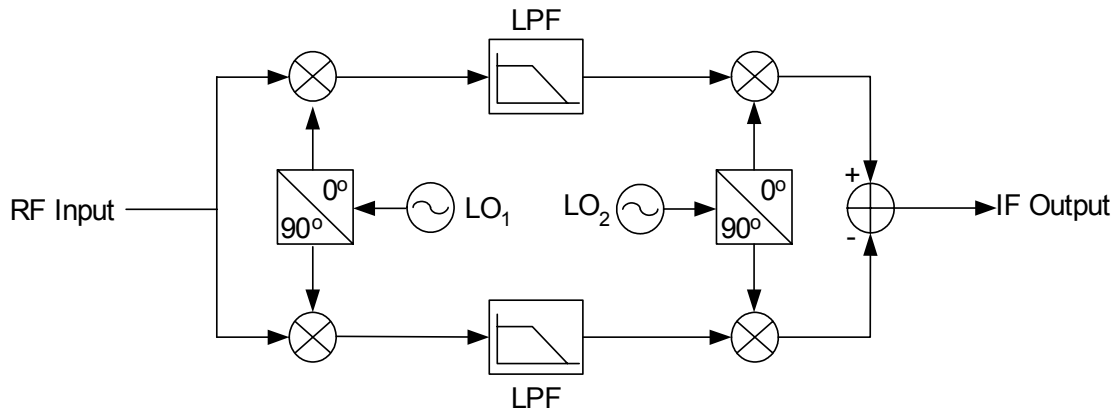 LPF
0º
90º
LO₁
LO₂
0º
90º
RF Input
+
-
IF Output
LPF